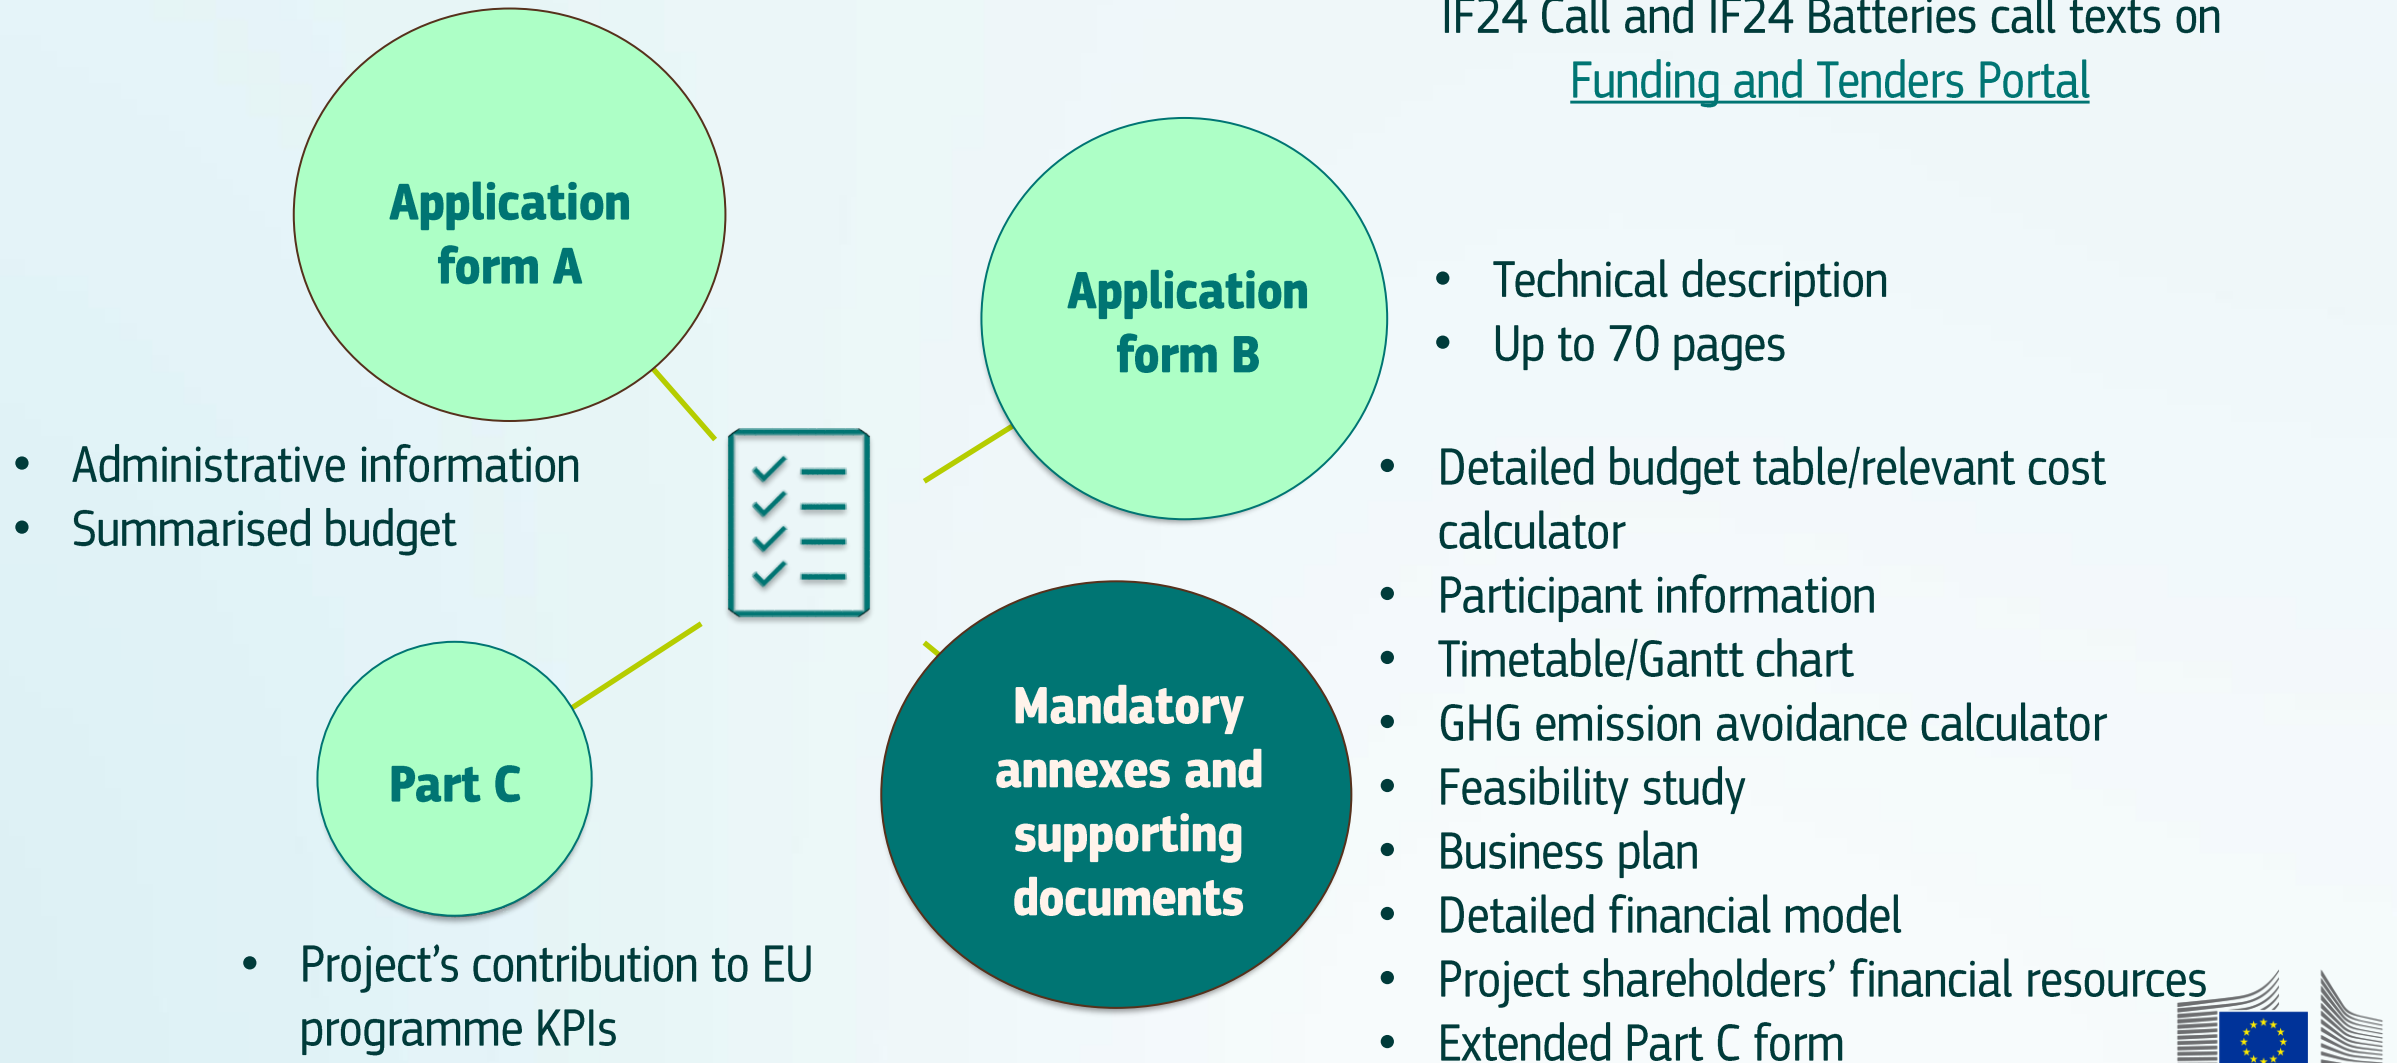 IF24 Call and IF24 Batteries call texts on
Funding and Tenders Portal
Application
form A
• Administrative information
• Summarised budget
Application
form B
• Technical description
• Up to 70 pages
Part C
• Project’s contribution to EU
programme KPIs
Mandatory
annexes and
supporting
documents
• Detailed budget table/relevant cost
calculator
• Participant information
• Timetable/Gantt chart
• GHG emission avoidance calculator
• Feasibility study
• Business plan
• Detailed financial model
• Project shareholders’ financial resources
• Extended Part C form